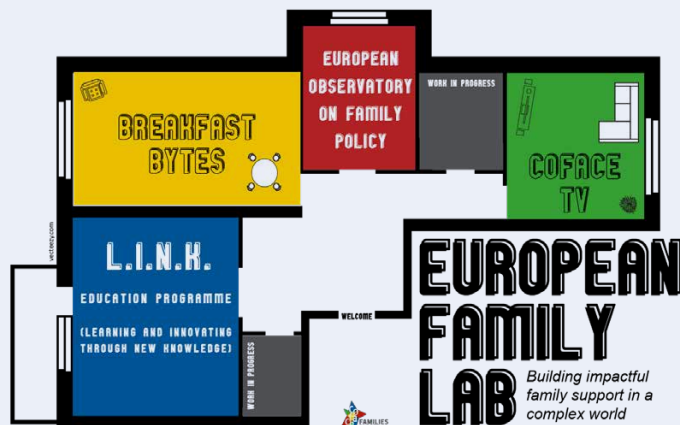 EUROPEAN
OBSERVATORY
ON FAMILY
POLICY
WORK IN PROGRESS
BREAKFAST
BYTES
COFACE
TV
L.I.N.K.
EDUCATION PROGRAMME
(LEARNING AND INNOVATING
THROUGH NEW KNOWLEDGE)
vecteezy.com
WORK IN PROGRESS
WELCOME
EUROPEAN
FAMILY
LAB
Building impactful
family support in a
complex world
FAMILIES